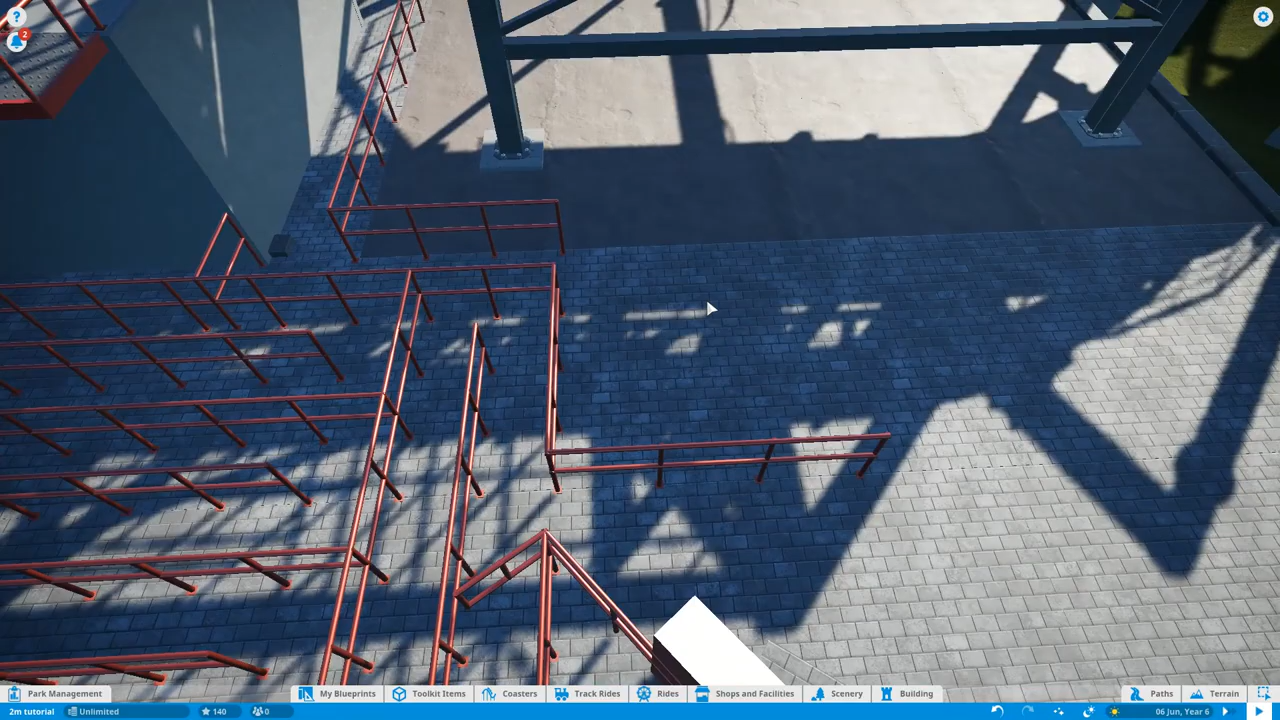 ?
2
Park Management
My Blueprints
Toolkit Items
Coasters
Track Rides
Rides
Shops and Facilities
Scenery
Building
Paths
Terrain
2m tutorial
Unlimited
140
0
06 Jun, Year 6